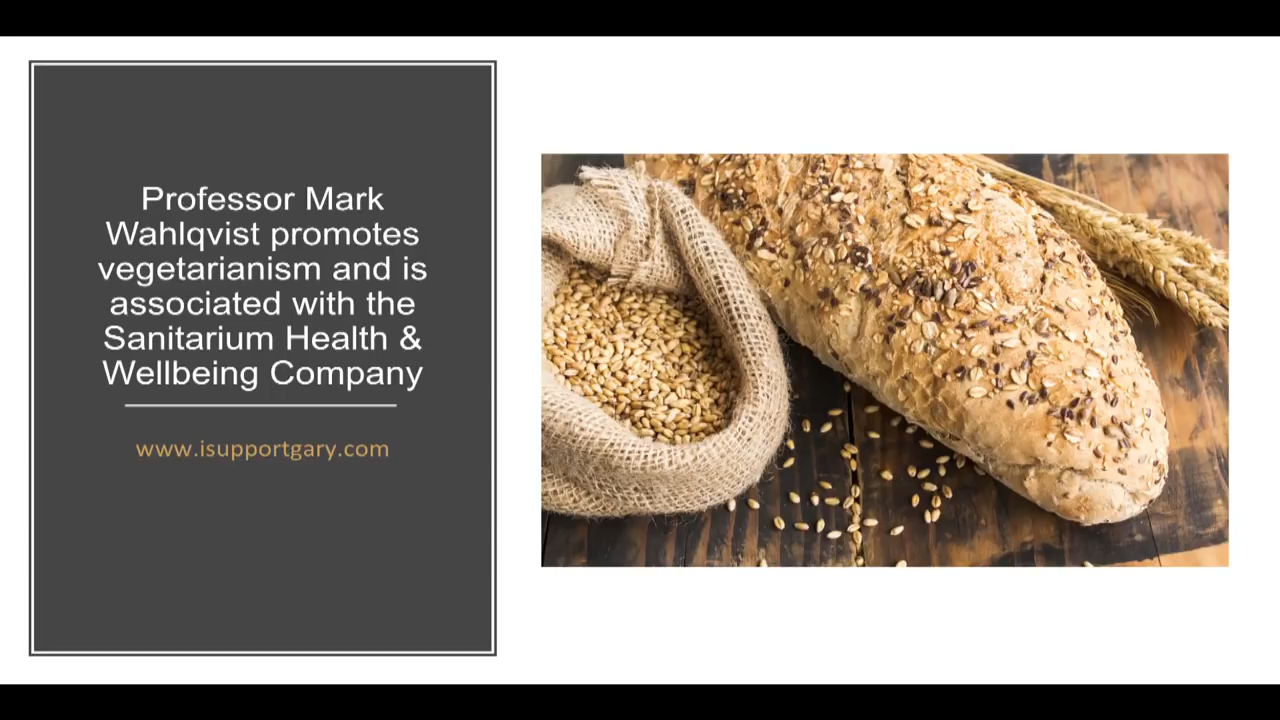 Professor Mark
Wahlqvist promotes
vegetarianism and is
associated with the
Sanitarium Health &
Wellbeing Company
www.isupportgary.com